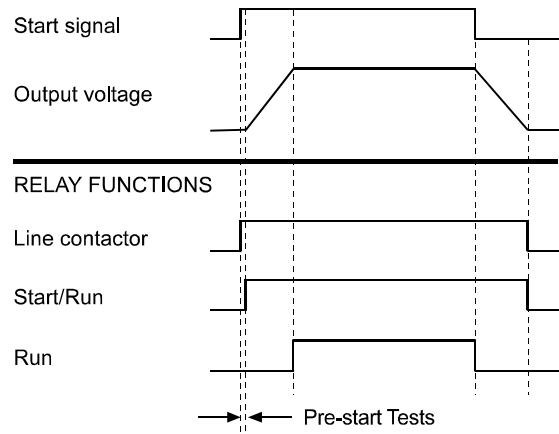 Start signal
Output voltage
RELAY FUNCTIONS
Line contactor
Start/Run
Run
Pre-start Tests